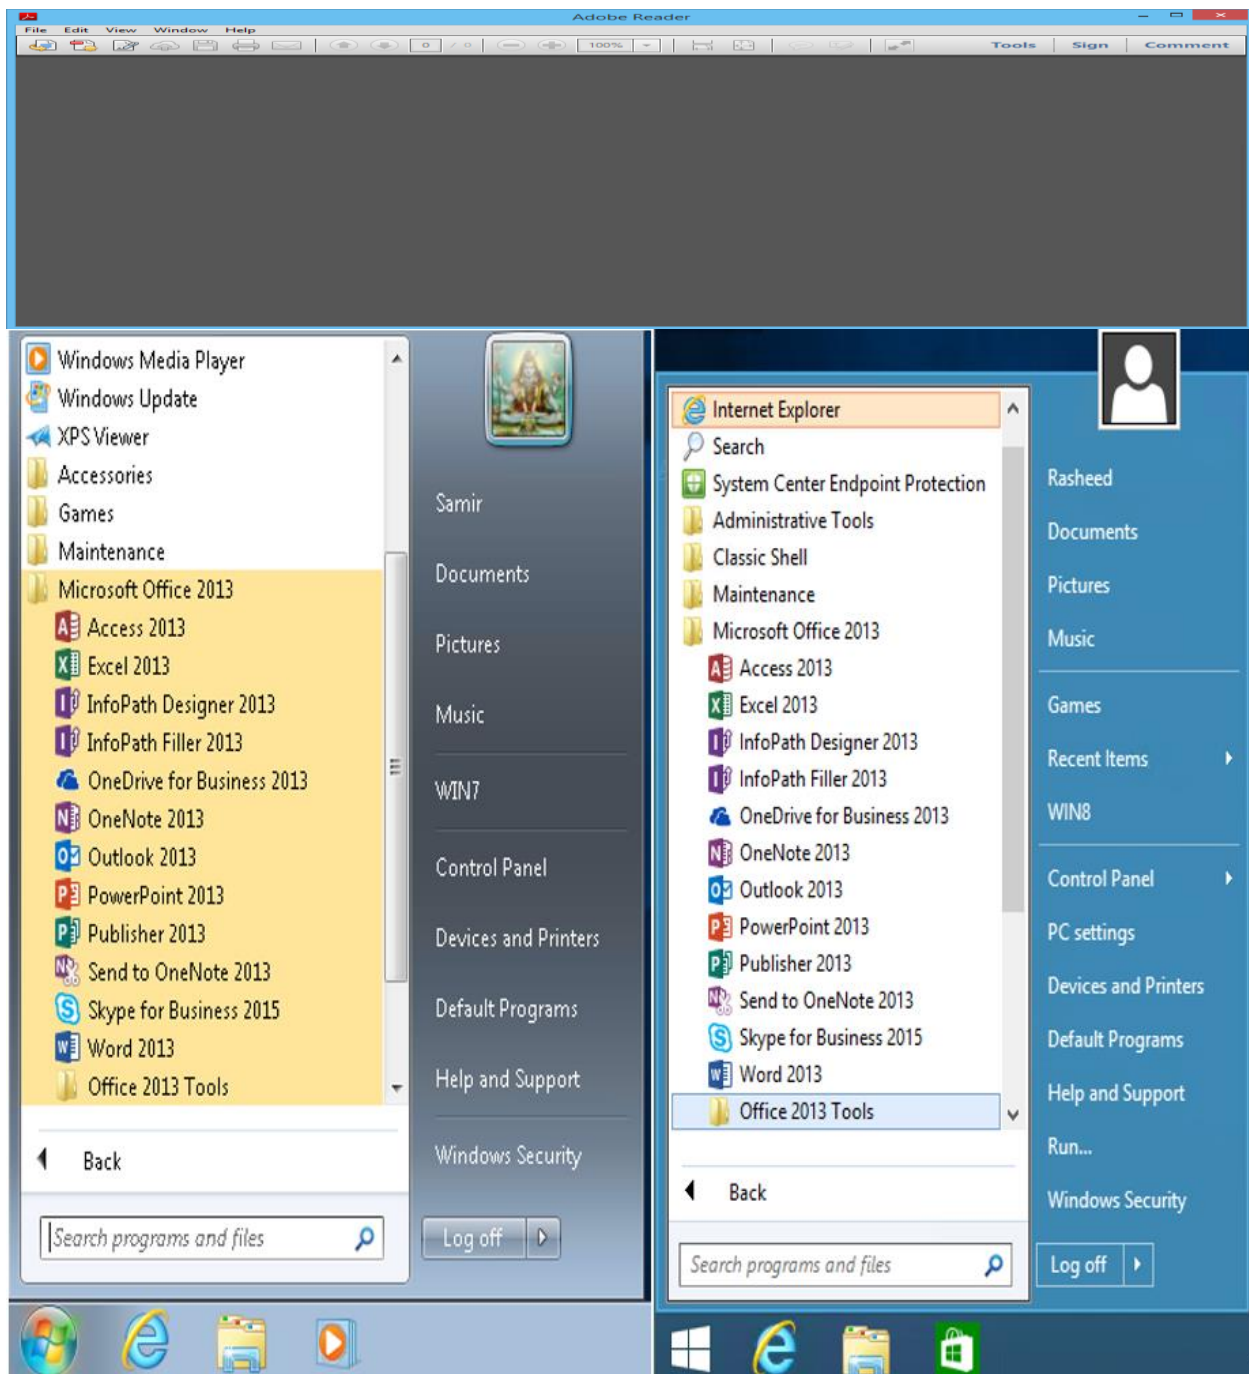 Adobe Reader
File Edit View Window Help
0 / 0 100% Tools Sign Comment
Windows Media Player
Windows Update
XPS Viewer
Accessories
Games
Maintenance
Microsoft Office 2013
Access 2013
Excel 2013
InfoPath Designer 2013
InfoPath Filler 2013
OneDrive for Business 2013
OneNote 2013
Outlook 2013
PowerPoint 2013
Publisher 2013
Send to OneNote 2013
Skype for Business 2015
Word 2013
Office 2013 Tools
Back
Search programs and files
Samir
Documents
Pictures
Music
WIN7
Control Panel
Devices and Printers
Default Programs
Help and Support
Windows Security
Log off
Internet Explorer
Search
System Center Endpoint Protection
Administrative Tools
Classic Shell
Maintenance
Microsoft Office 2013
Access 2013
Excel 2013
InfoPath Designer 2013
InfoPath Filler 2013
OneDrive for Business 2013
OneNote 2013
Outlook 2013
PowerPoint 2013
Publisher 2013
Send to OneNote 2013
Skype for Business 2015
Word 2013
Office 2013 Tools
Back
Search programs and files
Rasheed
Documents
Pictures
Music
Games
Recent Items
WIN8
Control Panel
PC settings
Devices and Printers
Default Programs
Help and Support
Run...
Windows Security
Log off